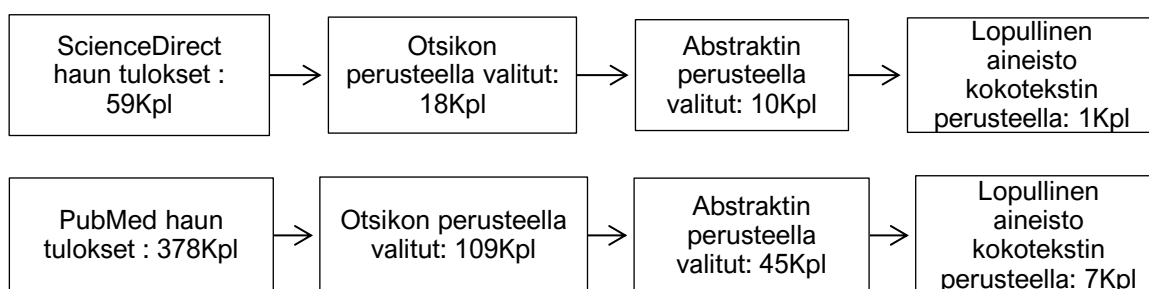 ScienceDirect
haun tulokset :
59Kpl
Otsikon
perusteella valitut:
18Kpl
Abstraktin
perusteella
valitut: 10Kpl
Lopullinen
aineisto
kokotekstin
perusteella: 1Kpl
PubMed haun
tulokset : 378Kpl
Otsikon perusteella
valitut: 109Kpl
Abstraktin
perusteella
valitut: 45Kpl
Lopullinen
aineisto
kokotekstin
perusteella: 7Kpl